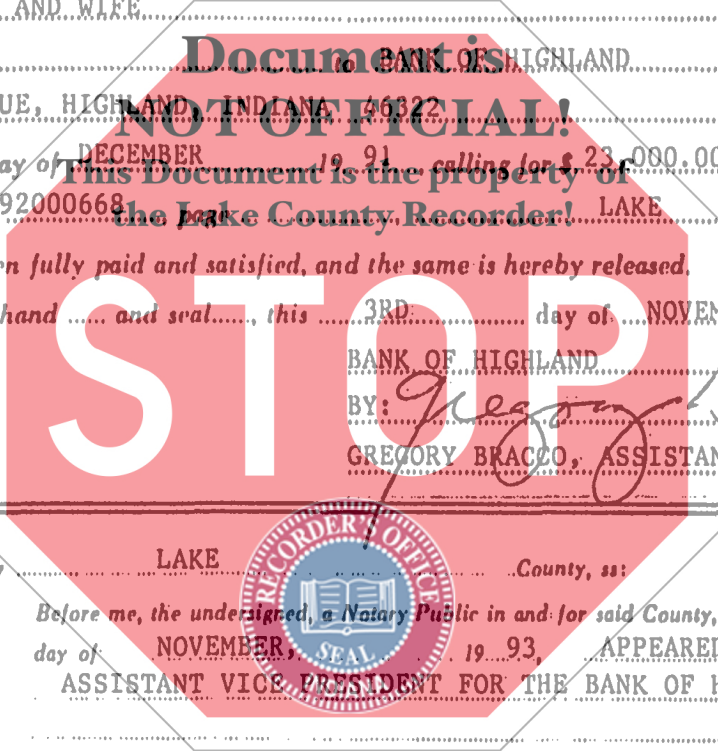 AND WIFE
Document is
to BANK OF HIGHLAND
UE, HIGHLAND, INDIANA 46322
NOT OFFICIAL!
ay of DECEMBER 19 91 calling for $ 23,000.00
This Document is the property of
92000668 page LAKE
the Lake County Recorder!
n fully paid and satisfied, and the same is hereby released.
hand and seal , this 3RD day of NOVEM
STOP
BANK OF HIGHLAND
BY: Gregory
GREGORY BRACCO, ASSISTAN
RECORDER'S OFFICE
LAKE County, ss:
Before me, the undersigned, a Notary Public in and for said County,
day of NOVEMBER, 19 93, APPEARED
SEAL
ASSISTANT VICE PRESIDENT FOR THE BANK OF H